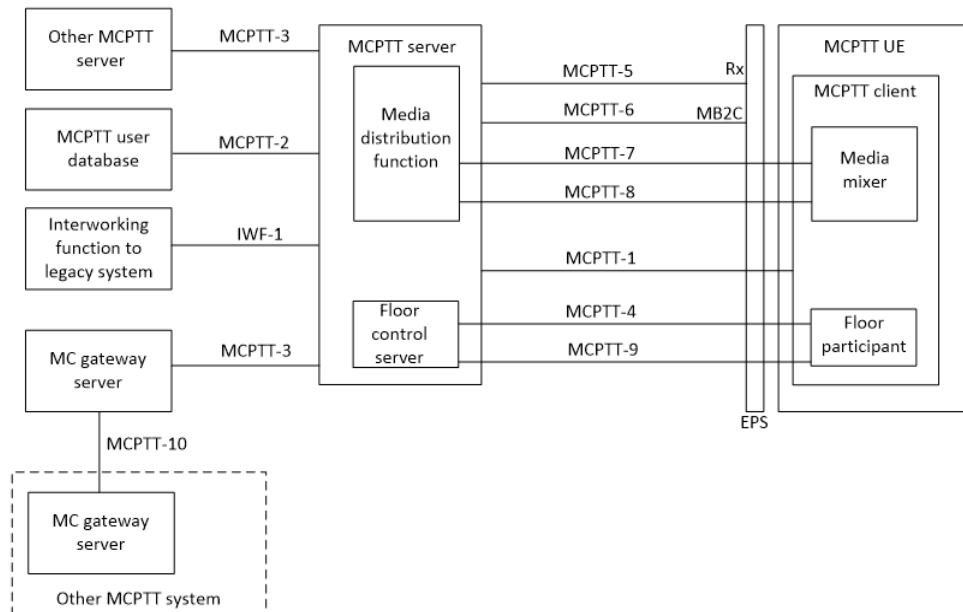 Other MCPTT
server
MCPTT-3
MCPTT user
database
MCPTT-2
Interworking
function to
legacy system
IWF-1
MC gateway
server
MCPTT-3
MCPTT-10
MC gateway
server
Other MCPTT system
MCPTT server
Media
distribution
function
Floor
control
server
MCPTT-5
Rx
MCPTT-6
MB2C
MCPTT-7
MCPTT-8
MCPTT-1
MCPTT-4
MCPTT-9
EPS
MCPTT UE
MCPTT client
Media
mixer
Floor
participant